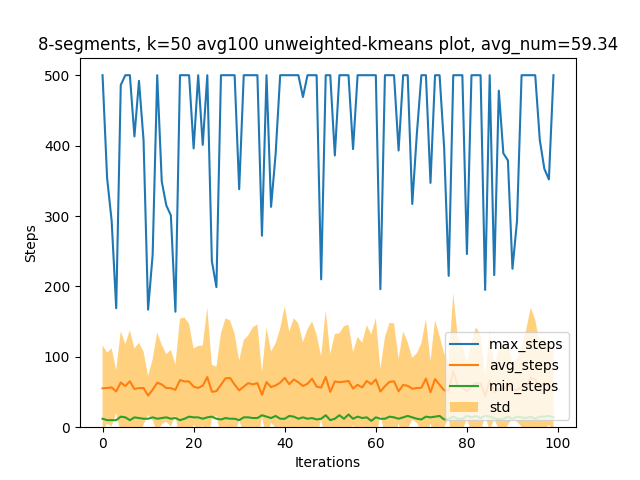 8-segments, k=50 avg100 unweighted-kmeans plot, avg_num=59.34
500
400
300
200
100
0
Steps
max_steps
avg_steps
min_steps
std
0 20 40 60 80 100
Iterations